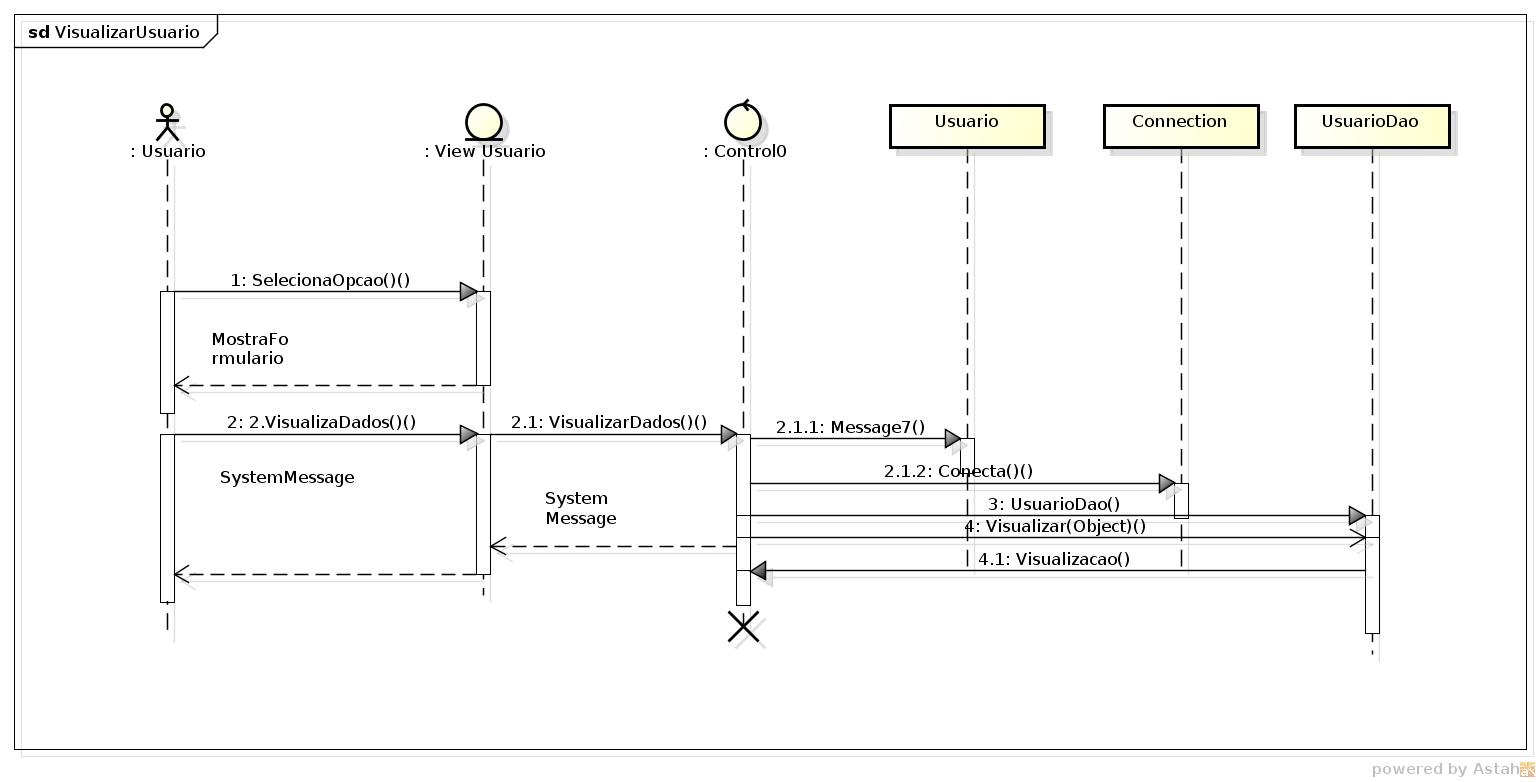 sd VisualizarUsuario
: Usuario
: View Usuario
: Control0
Usuario
Connection
UsuarioDao
1: SelecionaOpcao()()
MostraFo
rmulario
2: 2.VisualizaDados()()
2.1: VisualizarDados()()
2.1.1: Message7()
2.1.2: Conecta()()
SystemMessage
System
Message
3: UsuarioDao()
4: Visualizar(Object)()
4.1: Visualizacao()
powered by Astah